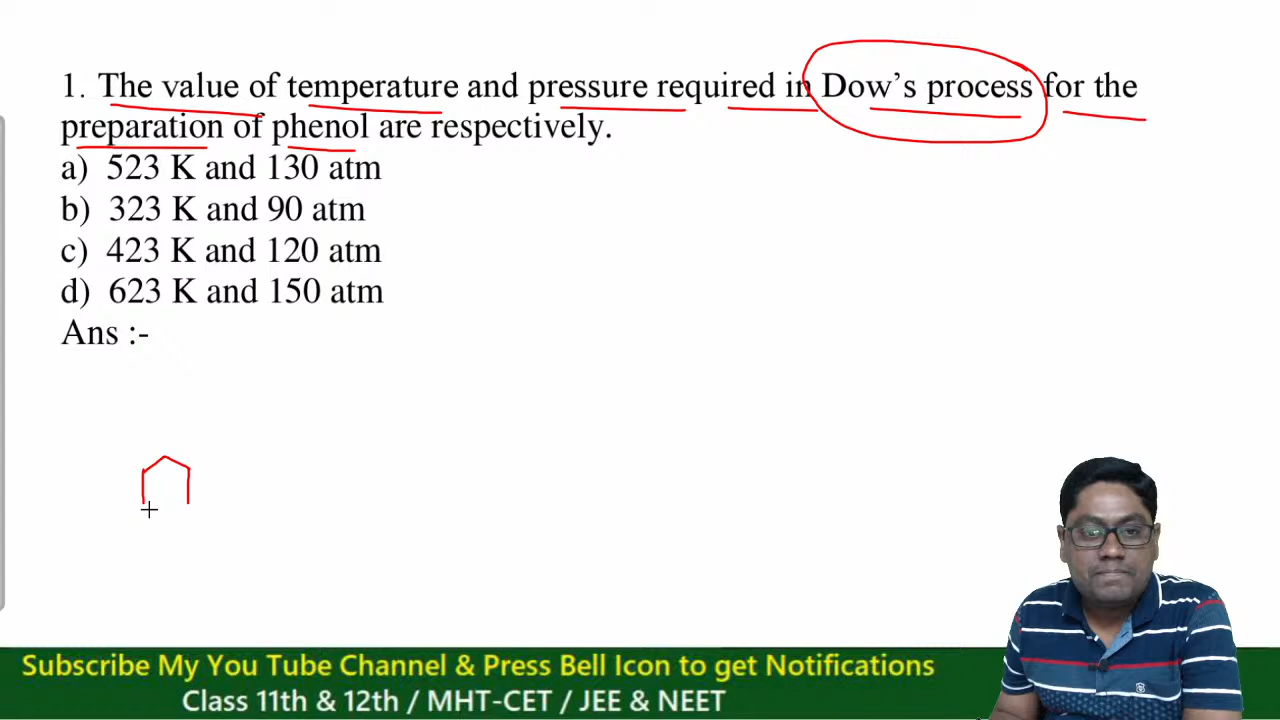 1. The value of temperature and pressure required in Dow's process for the
preparation of phenol are respectively.
a) 523 K and 130 atm
b) 323 K and 90 atm
c) 423 K and 120 atm
d) 623 K and 150 atm
Ans :-
Subscribe My You Tube Channel & Press Bell Icon to get Notifications
Class 11th & 12th / MHT-CET / JEE & NEET